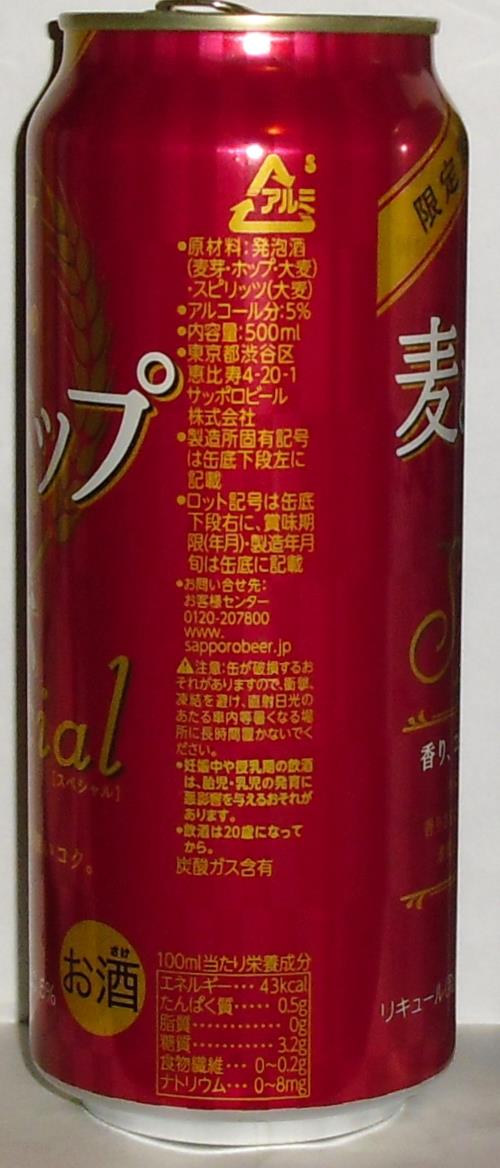 S
アルミ
●原材料:発泡酒
(麦芽・ホップ・大麦)
・スピリッツ(大麦)
●アルコール分:5%
●内容量:500ml
●東京都渋谷区
恵比寿4-20-1
サッポロビール
株式会社
●製造所固有記号
は缶底下段左に
記載
●ロット記号は缶底
下段右に、賞味期
限(年月)・製造年月
旬は缶底に記載
●お問い合せ先:
お客様センター
0120-207800
www.
sapporobeer.jp
⚠注意:缶が破損するお
それがありますので、衝撃、
凍結を避け、直射日光の
あたる車内等暑くなる場
所に長時間置かないでく
ださい。
●妊娠中や授乳期の飲酒
は、胎児・乳児の発育に
悪影響を与えるおそれが
あります。
●飲酒は20歳になって
から。
炭酸ガス含有
100ml当たり栄養成分
エネルギー… 43kcal
たんぱく質…… 0.5g
脂質………… 0g
糖質………… 3.2g
食物繊維… 0~0.2g
ナトリウム… 0~8mg
ップ
ial
[スペシャル]
コク。
さけ
お酒
%
限定
麦
香り、
リキュール